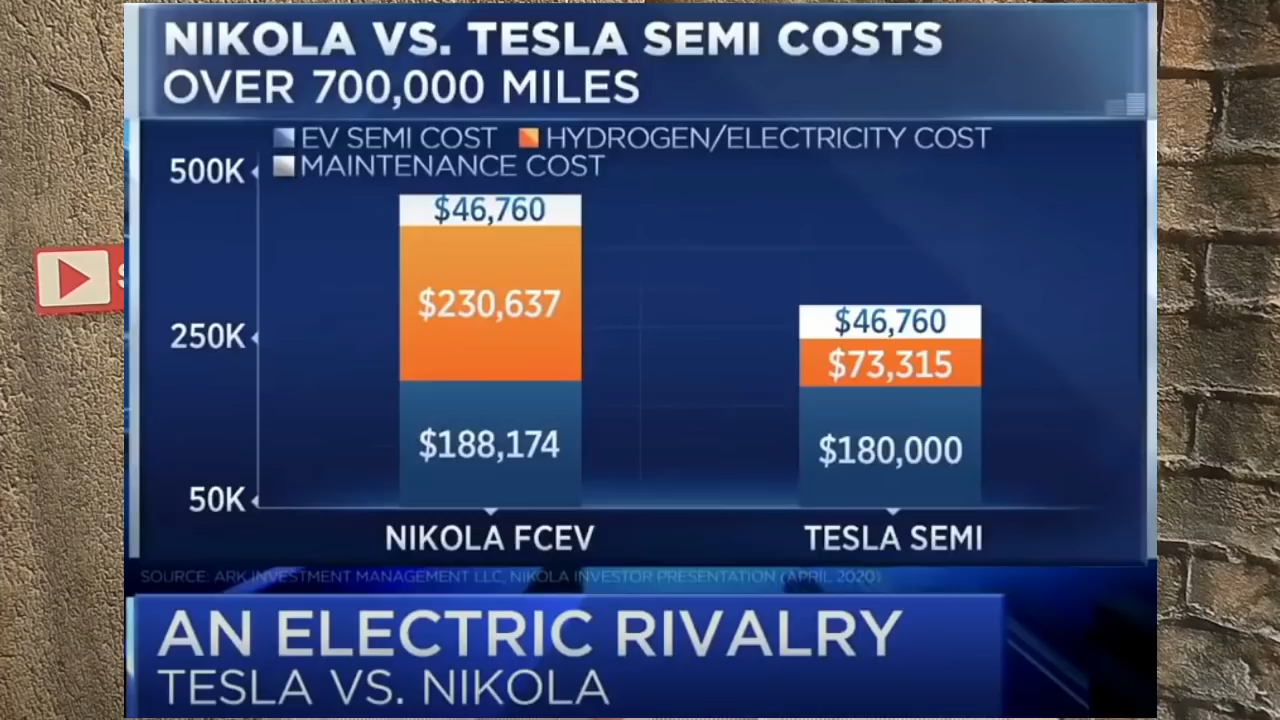 NIKOLA VS. TESLA SEMI COSTS
OVER 700,000 MILES
EV SEMI COST HYDROGEN/ELECTRICITY COST
MAINTENANCE COST
500K
250K
50K
$46,760
$230,637
$188,174
$46,760
$73,315
$180,000
NIKOLA FCEV
TESLA SEMI
SOURCE: ARK INVESTMENT MANAGEMENT LLC, NIKOLA INVESTOR PRESENTATION (APRIL 2020)
AN ELECTRIC RIVALRY
TESLA VS. NIKOLA